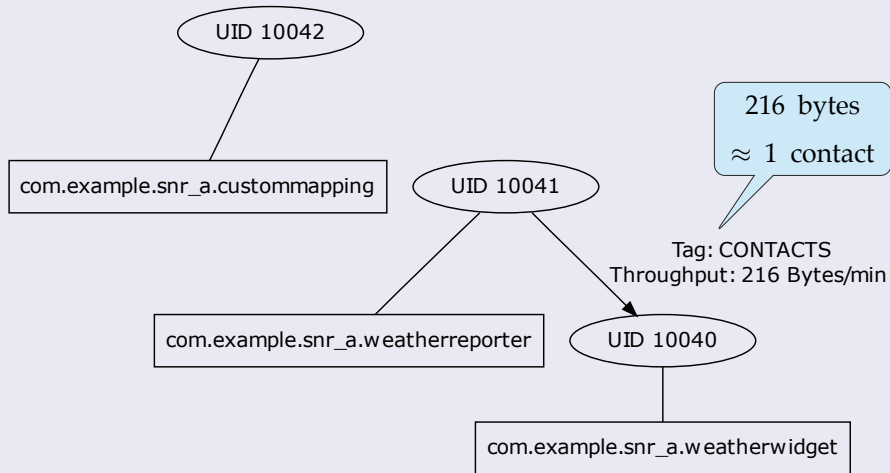 UID 10042
216 bytes
≈ 1 contact
com.example.snr_a.custommapping
UID 10041
Tag: CONTACTS
Throughput: 216 Bytes/min
com.example.snr_a.weatherreporter
UID 10040
com.example.snr_a.weatherwidget